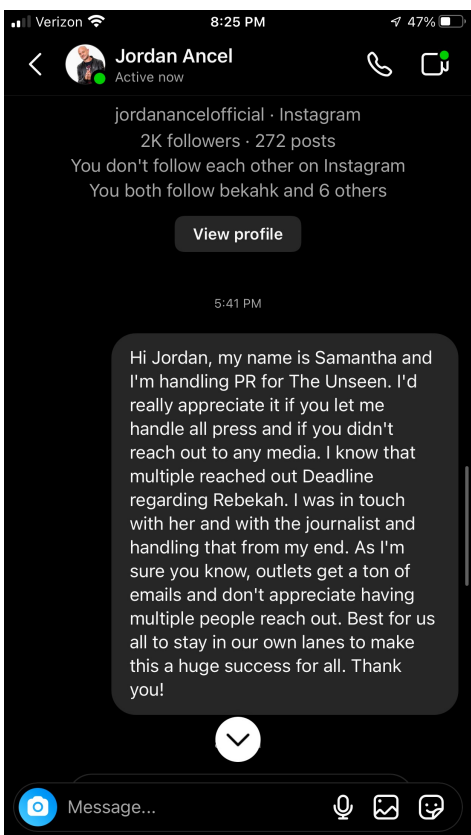 Verizon 8:25 PM 47%
Jordan Ancel
Active now
jordanancelofficial · Instagram
2K followers · 272 posts
You don't follow each other on Instagram
You both follow bekahk and 6 others
View profile
5:41 PM
Hi Jordan, my name is Samantha and
I'm handling PR for The Unseen. I'd
really appreciate it if you let me
handle all press and if you didn't
reach out to any media. I know that
multiple reached out Deadline
regarding Rebekah. I was in touch
with her and with the journalist and
handling that from my end. As I'm
sure you know, outlets get a ton of
emails and don't appreciate having
multiple people reach out. Best for us
all to stay in our own lanes to make
this a huge success for all. Thank
you!
Message...